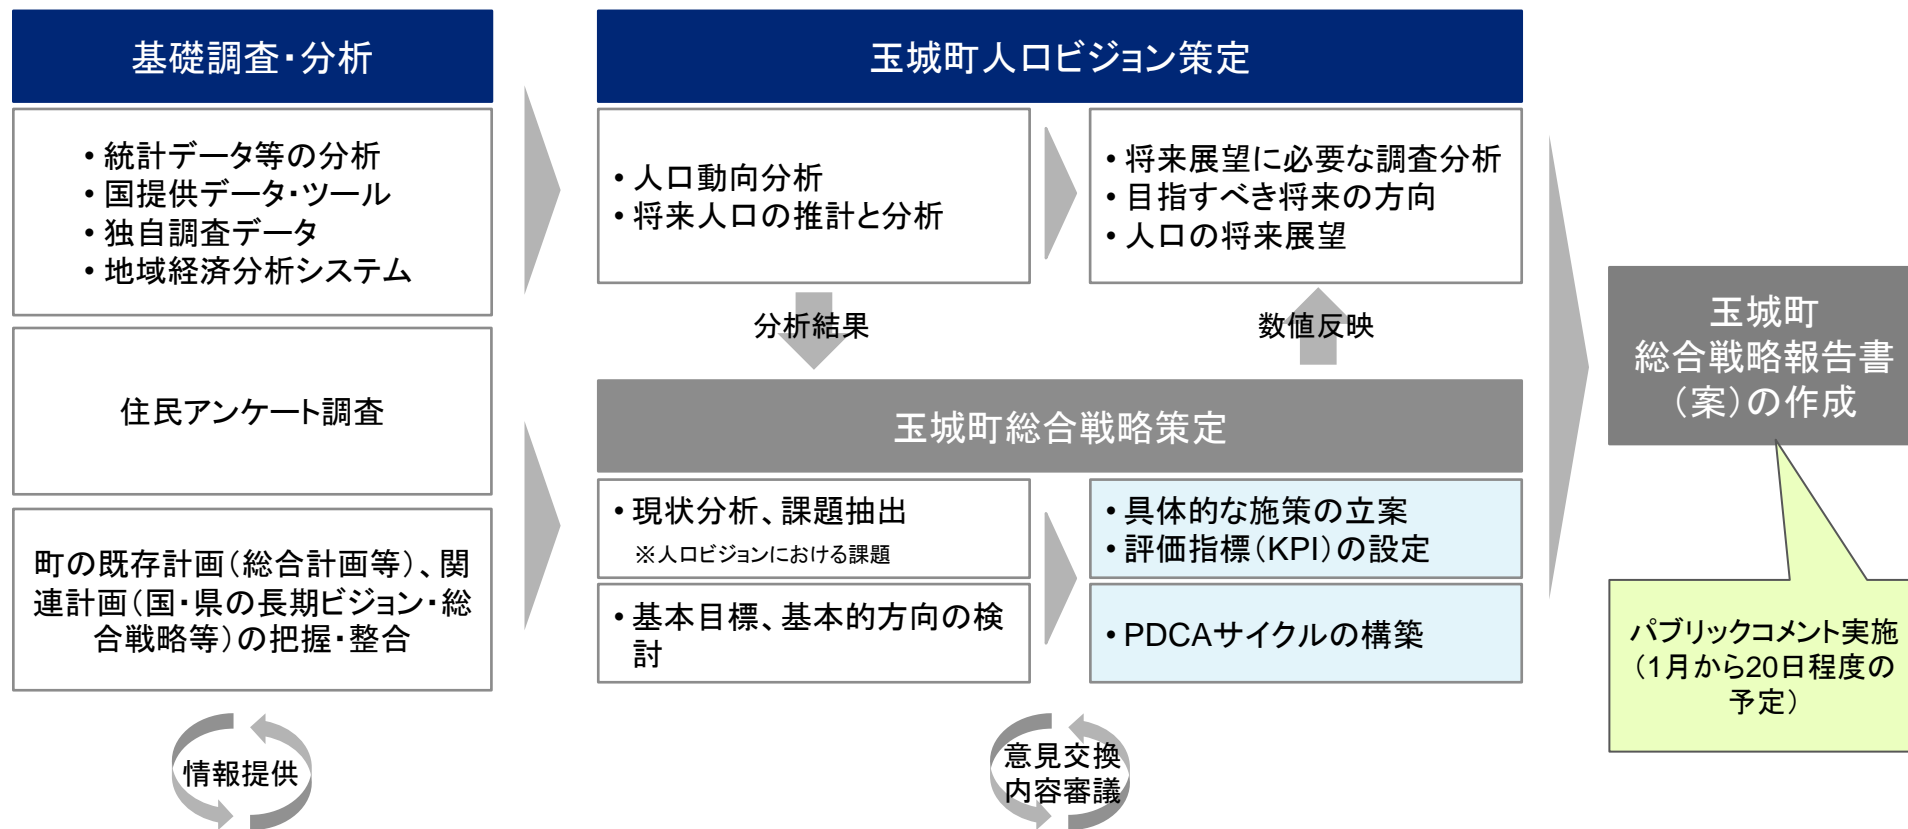 基礎調査・分析
・統計データ等の分析
・国提供データ・ツール
・独自調査データ
・地域経済分析システム
住民アンケート調査
町の既存計画（総合計画等）、関
連計画（国・県の長期ビジョン・総
合戦略等）の把握・整合
情報提供
玉城町人口ビジョン策定
・人口動向分析
・将来人口の推計と分析
・将来展望に必要な調査分析
・目指すべき将来の方向
・人口の将来展望
分析結果
数値反映
玉城町総合戦略策定
・現状分析、課題抽出
※人口ビジョンにおける課題
・基本目標、基本的方向の検
討
・具体的な施策の立案
・評価指標（KPI）の設定
・PDCAサイクルの構築
意見交換
内容審議
玉城町
総合戦略報告書
（案）の作成
パブリックコメント実施
（1月から20日程度の
予定）